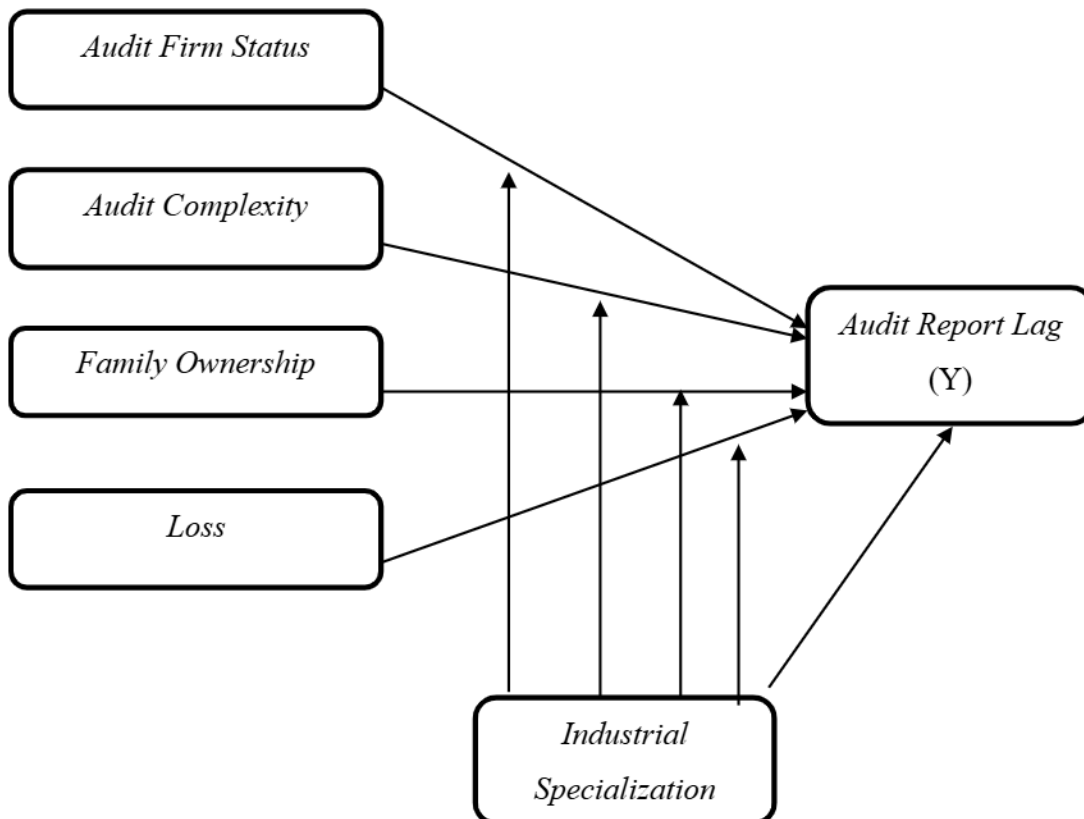 Audit Firm Status
Audit Complexity
Family Ownership
Loss
Audit Report Lag
(Y)
Industrial
Specialization